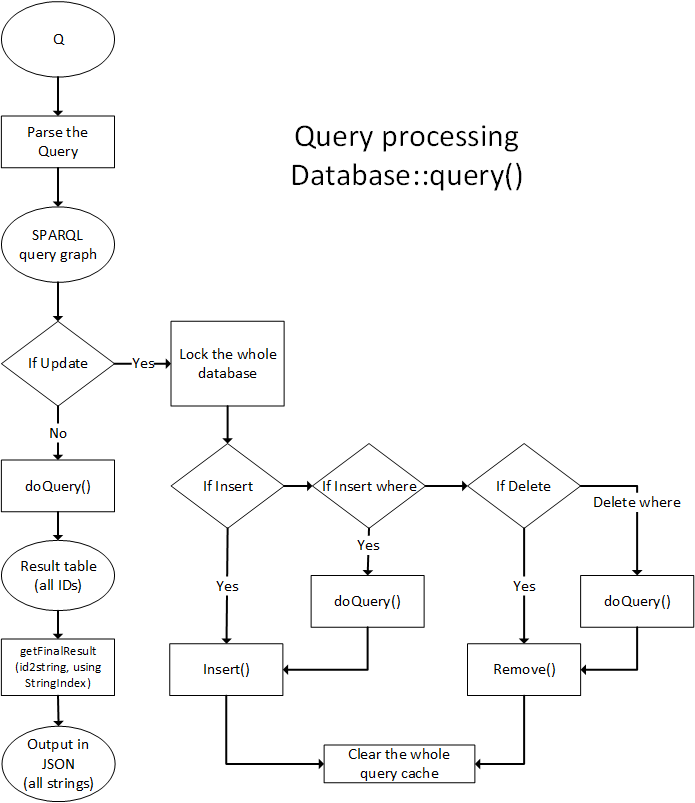 Q
Parse the
Query
Query processing
Database::query()
SPARQL
query graph
If Update
Yes
Lock the whole
database
No
doQuery()
If Insert
If Insert where
If Delete
Delete where
Yes
Yes
Yes
doQuery()
doQuery()
Result table
(all IDs)
getFinalResult
(id2string, using
StringIndex)
Insert()
Remove()
Output in
JSON
(all strings)
Clear the whole
query cache